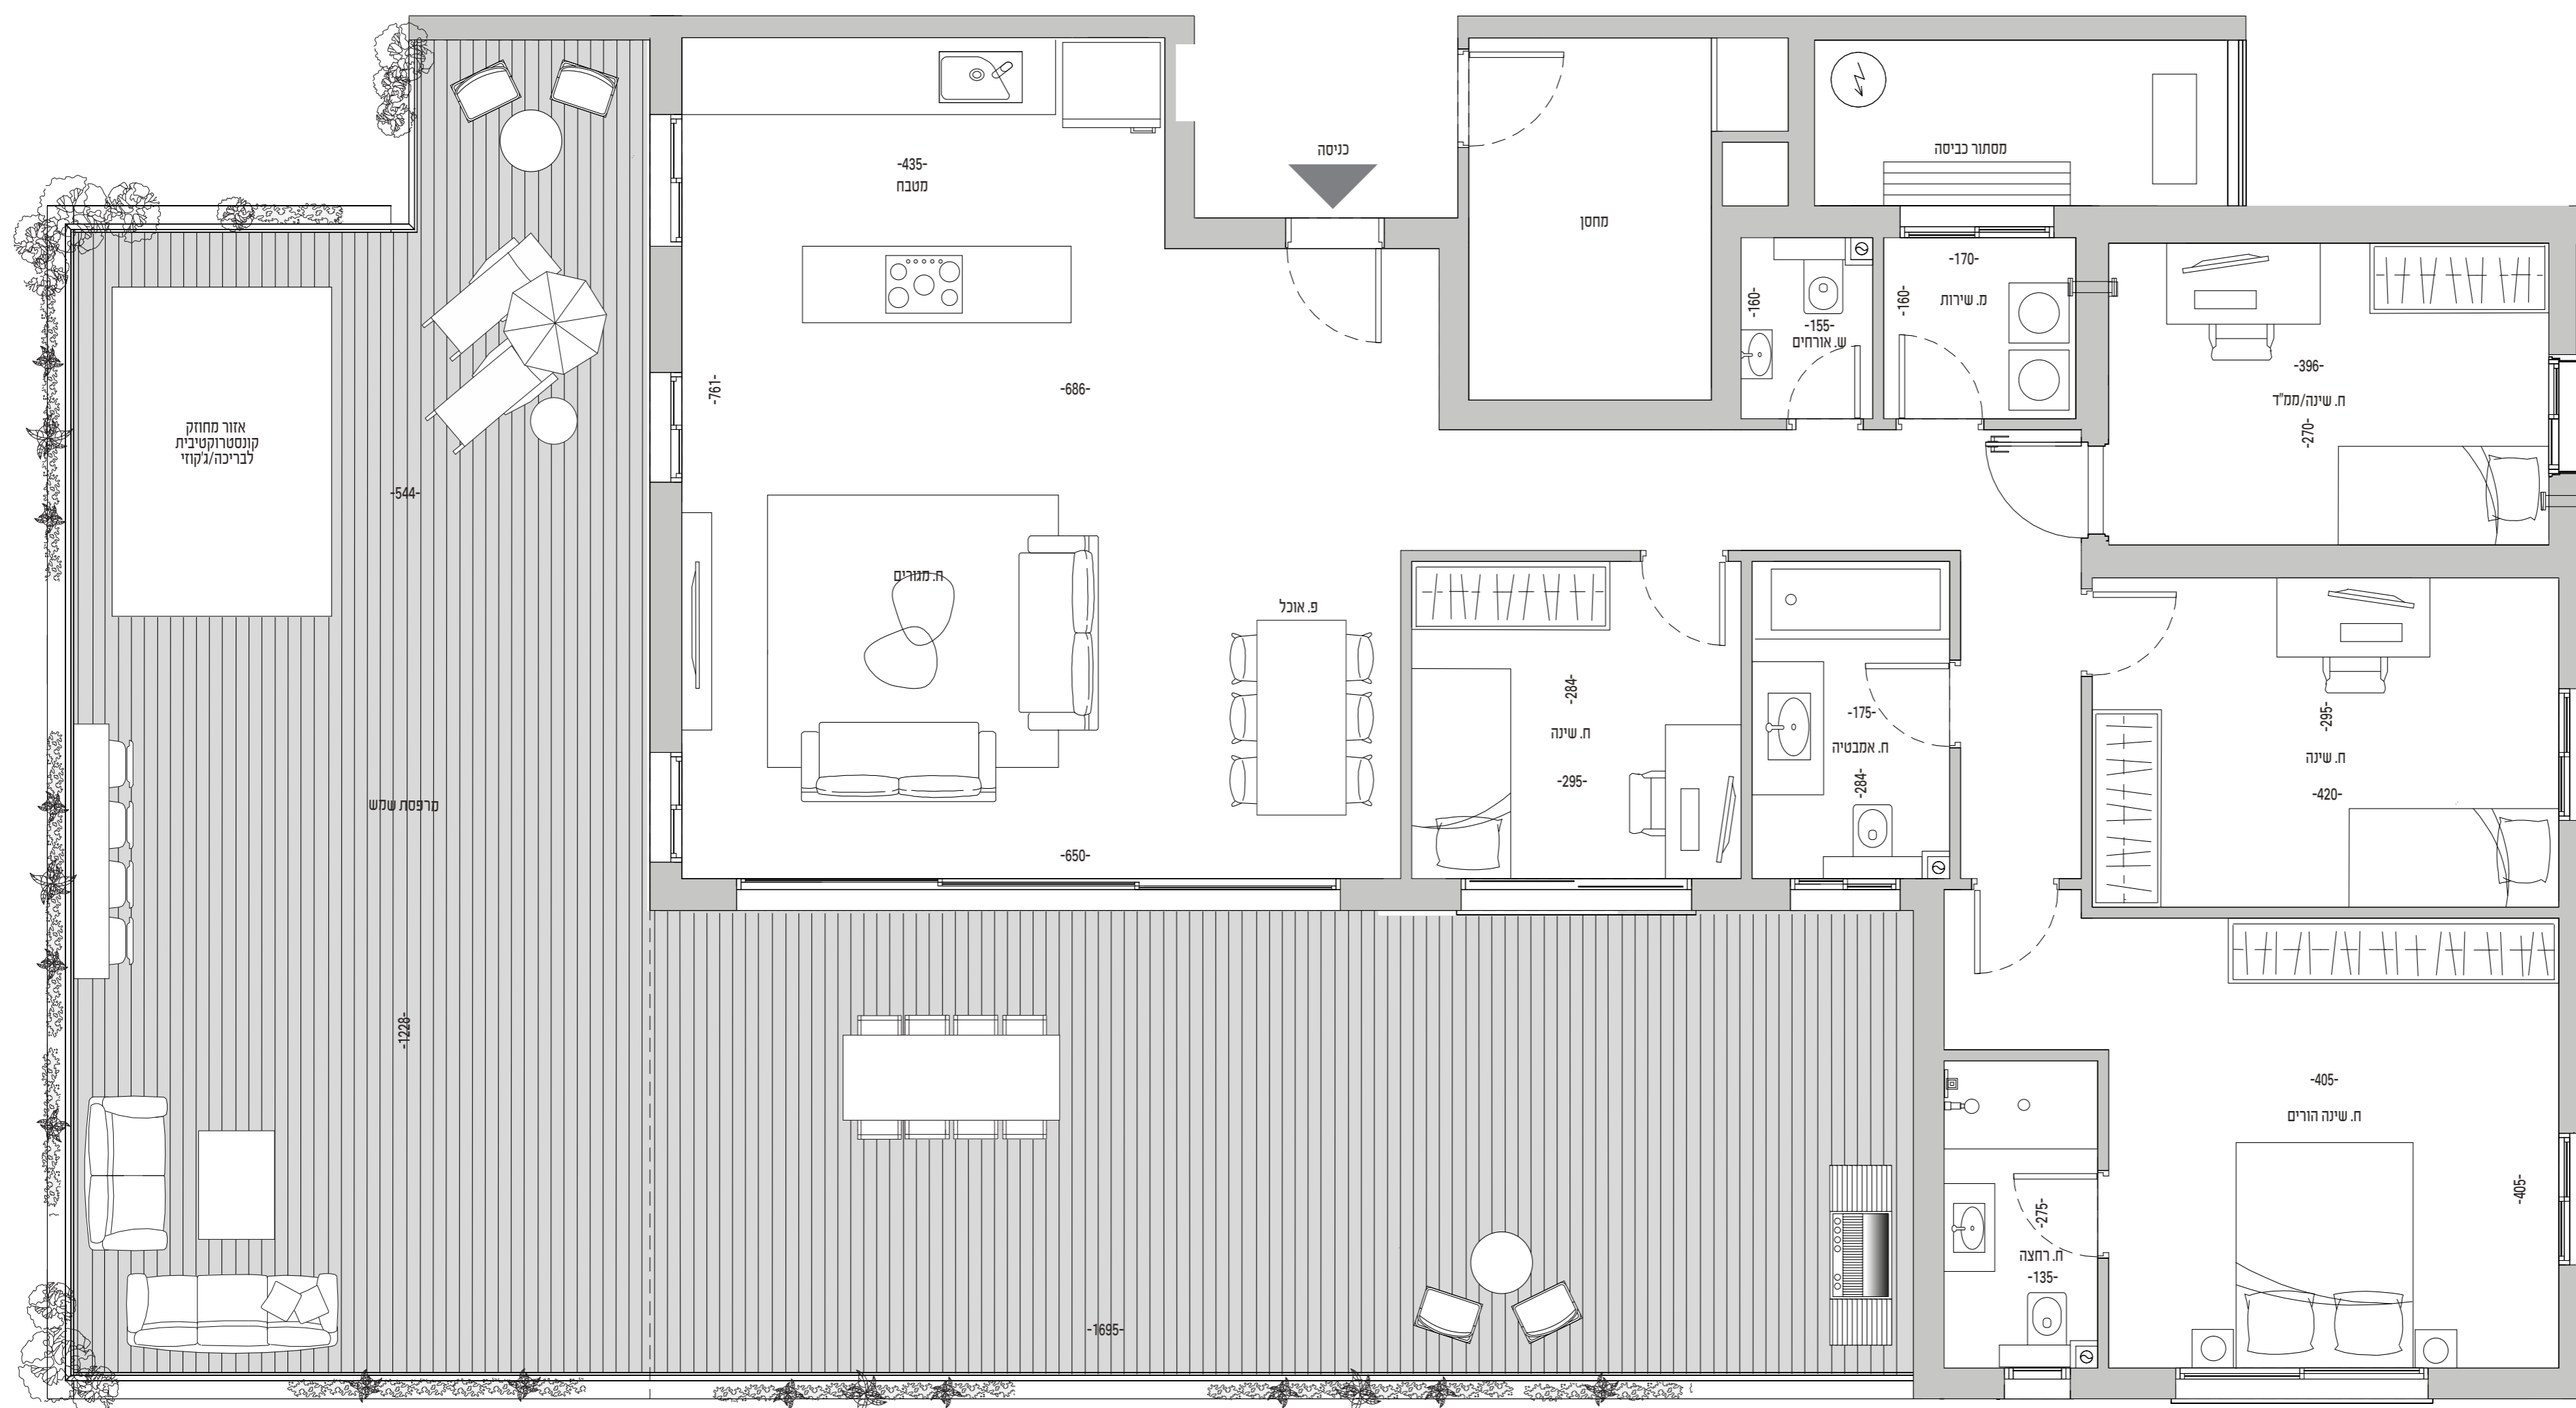 כניסה
-435-
מטבח
מסתור כביסה
מחסן
-170-
מ. שירות
-160-
-160-
-155-
ש. אורחים
-396-
ח. שינה/ממ"ד
-270-
-761-
-686-
אזור מחוזק
קונסטרוקטיבית
לבריכה/ג'קוזי
-544-
ח. מגורים
פ. אוכל
-284-
ח. שינה
-295-
-175-
ח. אמבטיה
-284-
-295-
ח. שינה
-420-
מרפסת שמש
-650-
-1228-
-405-
ח. שינה הורים
-405-
-275-
ח. רחצה
-135-
-1695-